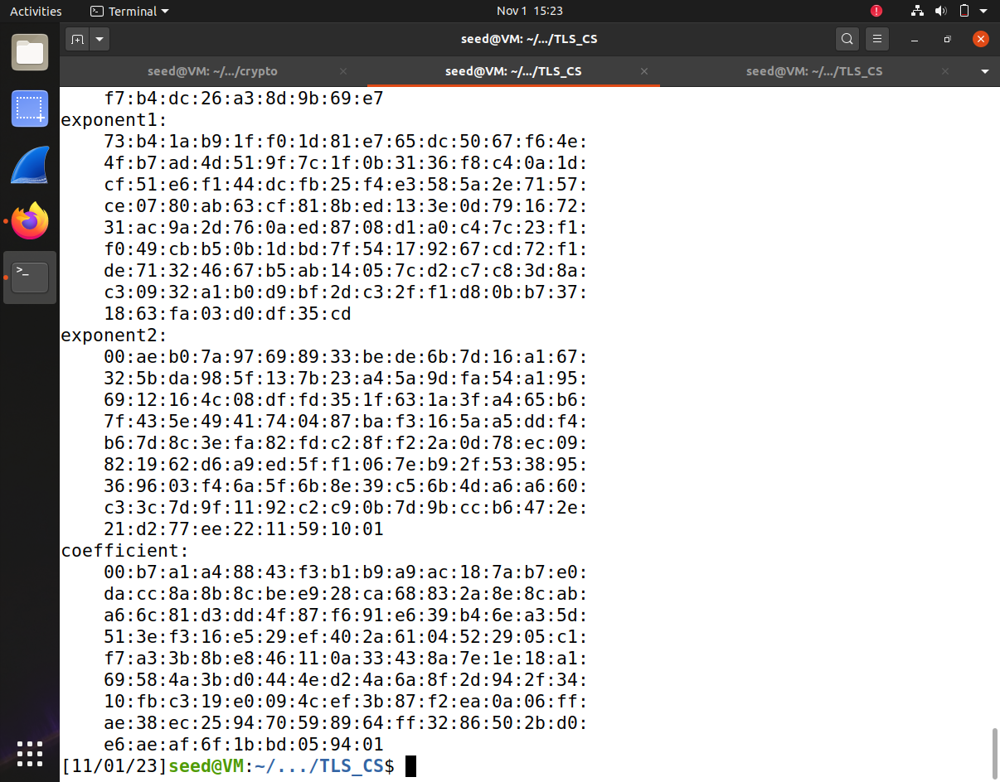 Activities
Terminal
Nov 1 15:23
seed@VM: ~/.../TLS_CS
seed@VM: ~/.../crypto
seed@VM: ~/.../TLS_CS
seed@VM: ~/.../TLS_CS
f7:b4:dc:26:a3:8d:9b:69:e7
exponent1:
73:b4:1a:b9:1f:f0:1d:81:e7:65:dc:50:67:f6:4e:
4f:b7:ad:4d:51:9f:7c:1f:0b:31:36:f8:c4:0a:1d:
cf:51:e6:f1:44:dc:fb:25:f4:e3:58:5a:2e:71:57:
ce:07:80:ab:63:cf:81:8b:ed:13:3e:0d:79:16:72:
31:ac:9a:2d:76:0a:ed:87:08:d1:a0:c4:7c:23:f1:
f0:49:cb:b5:0b:1d:bd:7f:54:17:92:67:cd:72:f1:
de:71:32:46:67:b5:ab:14:05:7c:d2:c7:c8:3d:8a:
c3:09:32:a1:b0:d9:bf:2d:c3:2f:f1:d8:0b:b7:37:
18:63:fa:03:d0:df:35:cd
exponent2:
00:ae:b0:7a:97:69:89:33:be:de:6b:7d:16:a1:67:
32:5b:da:98:5f:13:7b:23:a4:5a:9d:fa:54:a1:95:
69:12:16:4c:08:df:fd:35:1f:63:1a:3f:a4:65:b6:
7f:43:5e:49:41:74:04:87:ba:f3:16:5a:a5:dd:f4:
b6:7d:8c:3e:fa:82:fd:c2:8f:f2:2a:0d:78:ec:09:
82:19:62:d6:a9:ed:5f:f1:06:7e:b9:2f:53:38:95:
36:96:03:f4:6a:5f:6b:8e:39:c5:6b:4d:a6:a6:60:
c3:3c:7d:9f:11:92:c2:c9:0b:7d:9b:cc:b6:47:2e:
21:d2:77:ee:22:11:59:10:01
coefficient:
00:b7:a1:a4:88:43:f3:b1:b9:a9:ac:18:7a:b7:e0:
da:cc:8a:8b:8c:be:e9:28:ca:68:83:2a:8e:8c:ab:
a6:6c:81:d3:dd:4f:87:f6:91:e6:39:b4:6e:a3:5d:
51:3e:f3:16:e5:29:ef:40:2a:61:04:52:29:05:c1:
f7:a3:3b:8b:e8:46:11:0a:33:43:8a:7e:1e:18:a1:
69:58:4a:3b:d0:44:4e:d2:4a:6a:8f:2d:94:2f:34:
10:fb:c3:19:e0:09:4c:ef:3b:87:f2:ea:0a:06:ff:
ae:38:ec:25:94:70:59:89:64:ff:32:86:50:2b:d0:
e6:ae:af:6f:1b:bd:05:94:01
[11/01/23]seed@VM:~/.../TLS_CS$